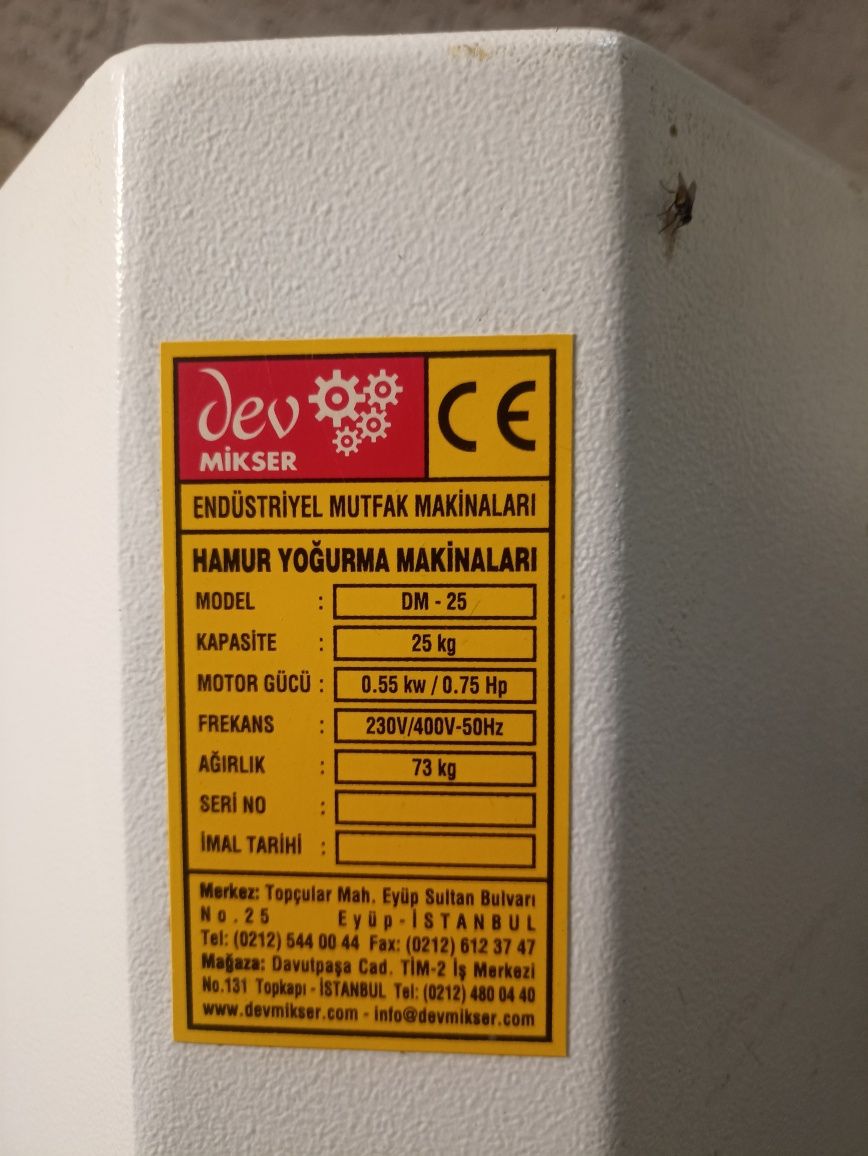 dev
MİKSER
CE
ENDÜSTRİYEL MUTFAK MAKİNALARI
HAMUR YOĞURMA MAKİNALARI
MODEL : DM - 25
KAPASİTE : 25 kg
MOTOR GÜCÜ : 0.55 kw / 0.75 Hp
FREKANS : 230V/400V-50Hz
AĞIRLIK : 73 kg
SERİ NO :
İMAL TARİHİ :
Merkez: Topçular Mah. Eyüp Sultan Bulvarı
No.25 Eyüp-İSTANBUL
Tel: (0212) 544 00 44 Fax: (0212) 612 37 47
Mağaza: Davutpaşa Cad. TİM-2 İş Merkezi
No.131 Topkapı - İSTANBUL Tel: (0212) 480 04 40
www.devmikser.com - info@devmikser.com